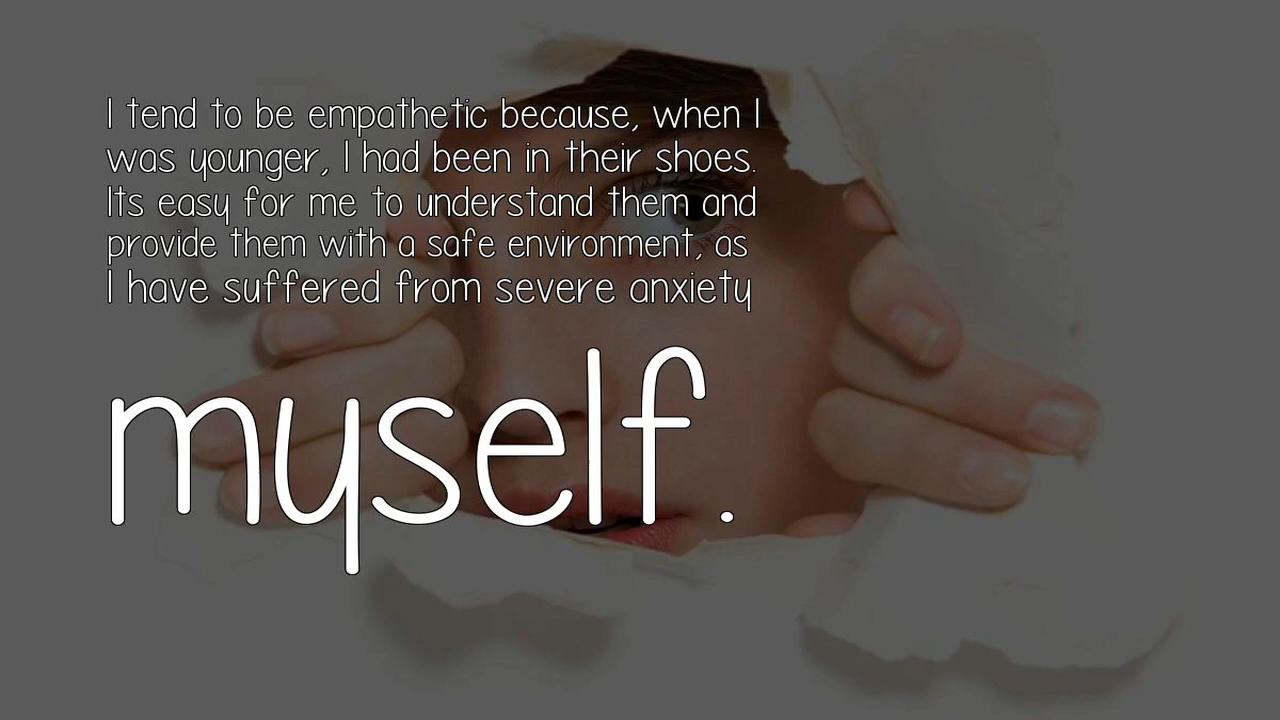 I tend to be empathetic because, when I
was younger, I had been in their shoes.
Its easy for me to understand them and
provide them with a safe environment, as
I have suffered from severe anxiety
myself.